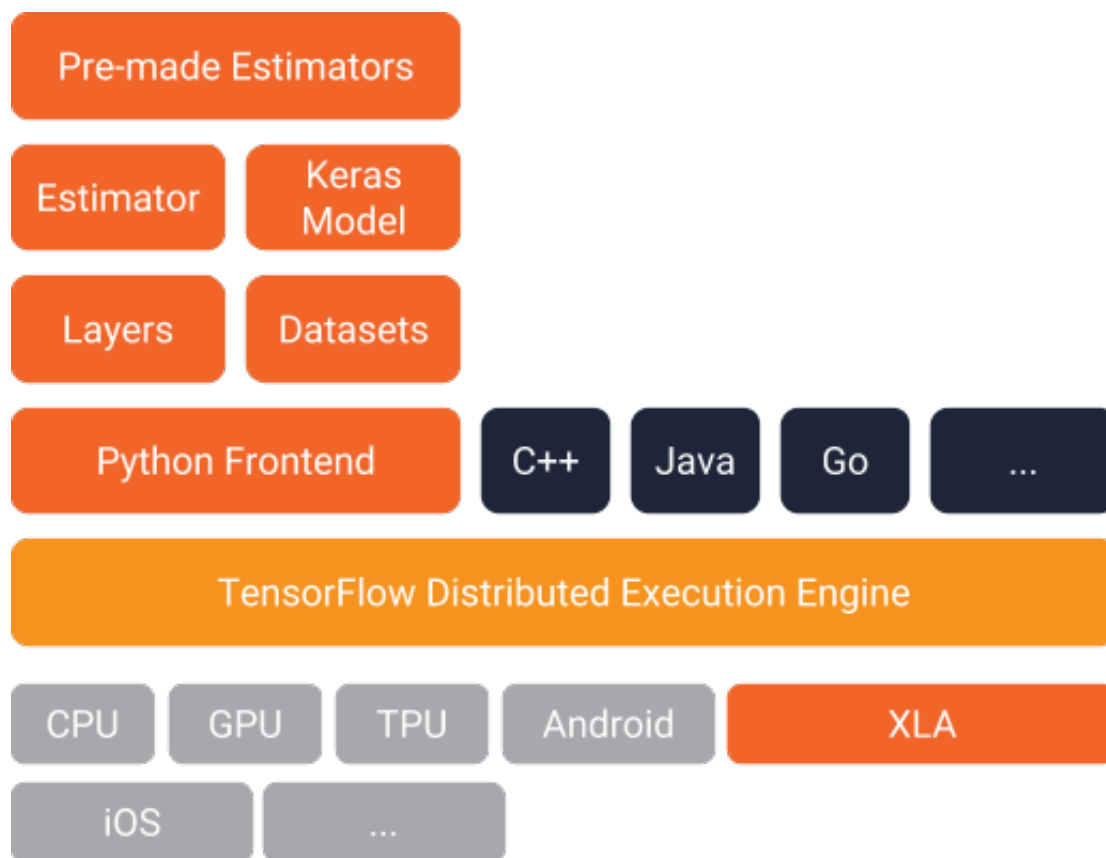 Pre-made Estimators
Estimator
Keras
Model
Layers
Datasets
Python Frontend
C++
Java
Go
...
TensorFlow Distributed Execution Engine
CPU
GPU
TPU
Android
XLA
iOS
...